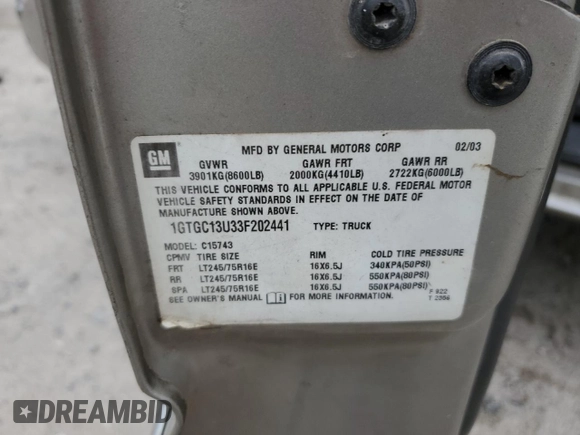 GM
MFD BY GENERAL MOTORS CORP 02/03
GVWR GAWR FRT GAWR RR
3901KG(8600LB) 2000KG(4410LB) 2722KG(6000LB)
THIS VEHICLE CONFORMS TO ALL APPLICABLE U.S. FEDERAL MOTOR
VEHICLE SAFETY STANDARDS IN EFFECT ON THE DATE OF
MANUFACTURE SHOWN ABOVE.
1GTGC13U33F202441 TYPE: TRUCK
MODEL: C15743
CPMV TIRE SIZE RIM COLD TIRE PRESSURE
FRT LT245/75R16E 16X6.5J 340KPA(50PSI)
RR LT245/75R16E 16X6.5J 550KPA(80PSI)
SPA LT245/75R16E 16X6.5J 550KPA(80PSI)
SEE OWNER'S MANUAL FOR MORE INFORMATION.
DREAMBID